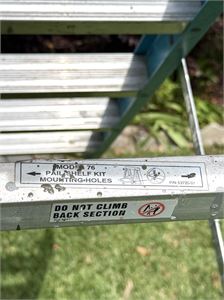 MODEL 76
PAIL SHELF KIT
MOUNTING HOLES
DO NOT CLIMB
BACK SECTION